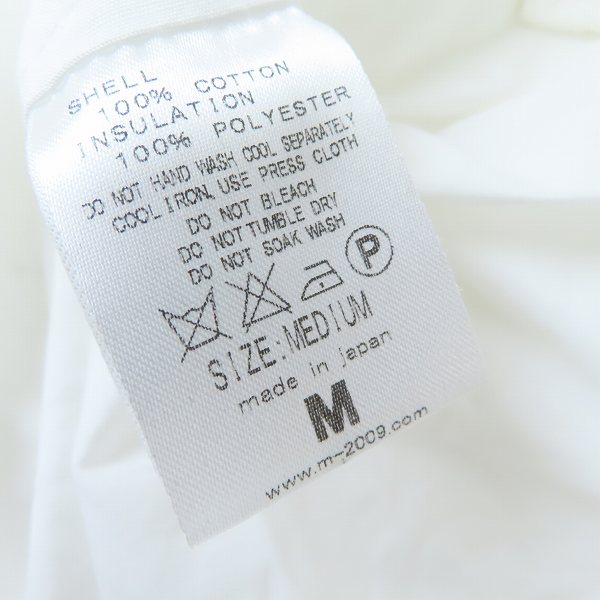 SHELL
100% COTTON
INSULATION
100% POLYESTER
DO NOT HAND WASH COOL SEPARATELY
COOL IRON. USE PRESS CLOTH
DO NOT BLEACH
DO NOT TUMBLE DRY
DO NOT SOAK WASH
P
SIZE:MEDIUM
made in japan
M
www.m-2009.com